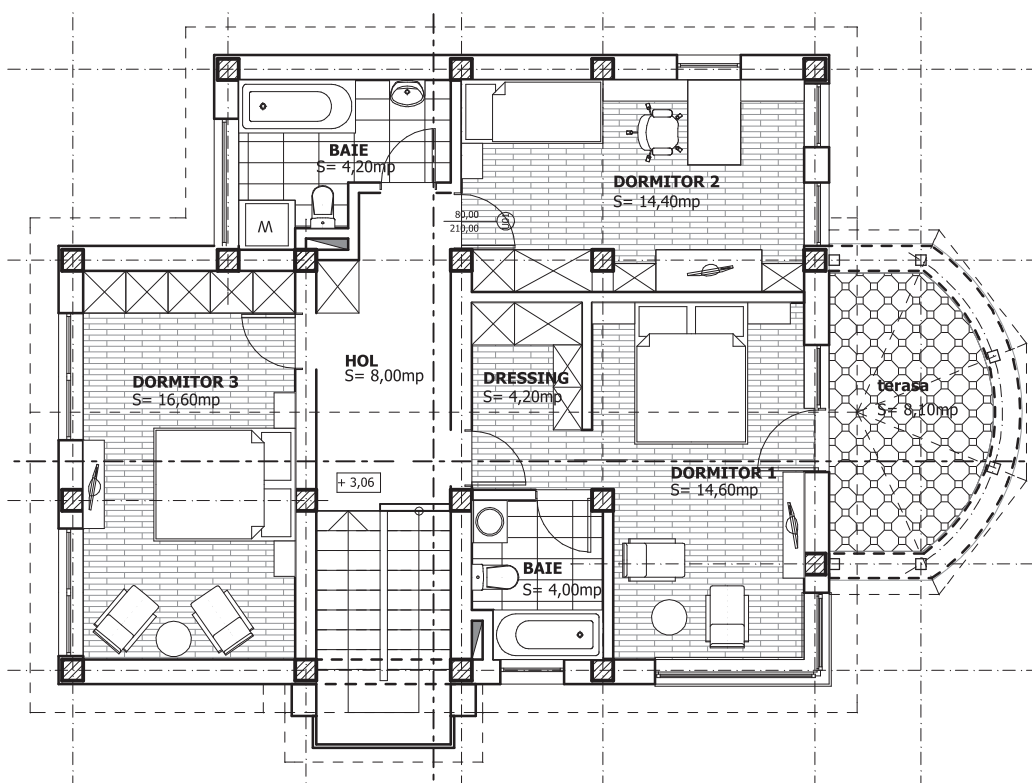 BAIE
S= 4,20mp
W
DORMITOR 2
S= 14,40mp
80,00
210,00
HOL
S= 8,00mp
DORMITOR 3
S= 16,60mp
DRESSING
S= 4,20mp
terasa
S= 8,10mp
+ 3,06
DORMITOR 1
S= 14,60mp
BAIE
S= 4,00mp